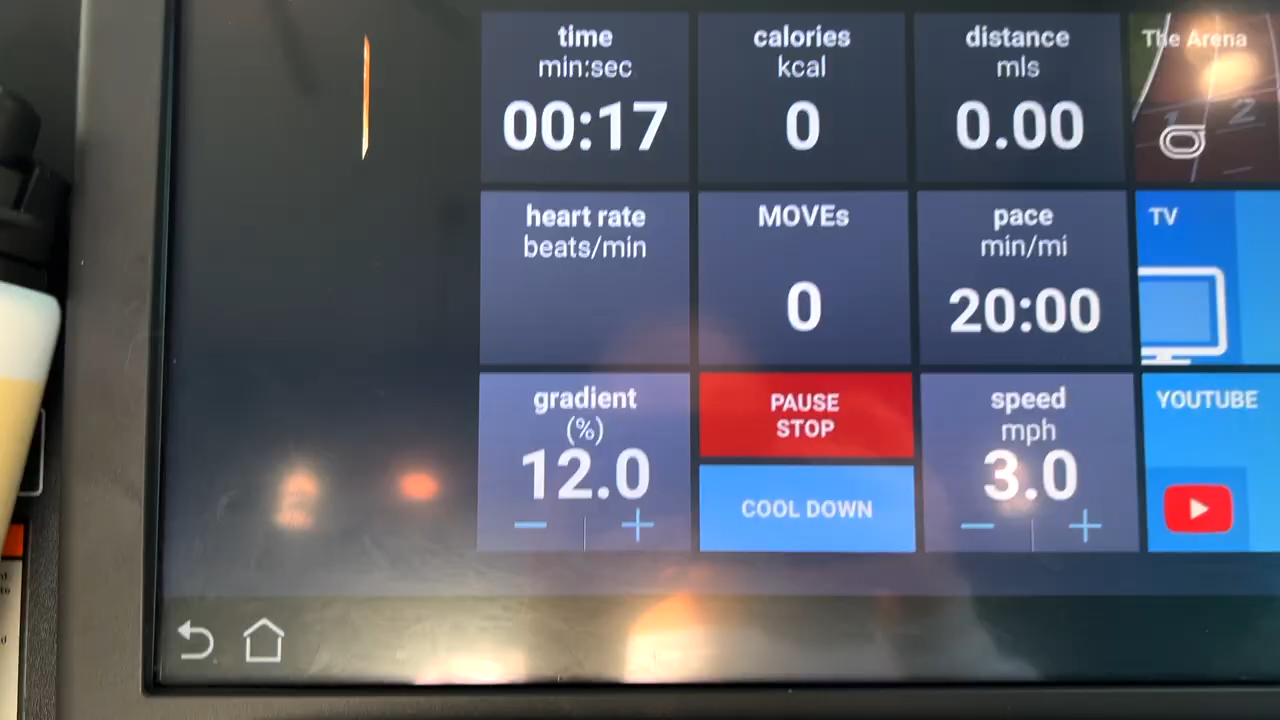 time
min:sec
00:17
calories
kcal
0
distance
mls
0.00
The Arena
2
heart rate
beats/min
MOVEs
0
pace
min/mi
20:00
TV
gradient
(%)
12.0
PAUSE
STOP
COOL DOWN
speed
mph
3.0
YOUTUBE